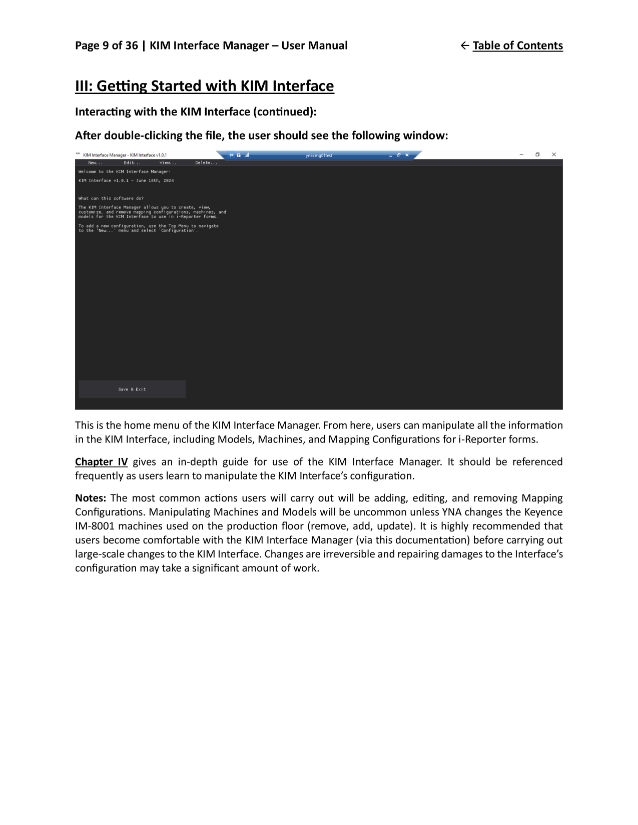 Page 9 of 36 | KIM Interface Manager – User Manual
← Table of Contents
III: Getting Started with KIM Interface
Interacting with the KIM Interface (continued):
After double-clicking the file, the user should see the following window:
KIM Interface Manager - KIM Interface v1.0.1
New... Edit... View... Delete...
Welcome to the KIM Interface Manager!
KIM Interface v1.0.1 - June 18th, 2024
What can this software do?
The KIM Interface Manager allows you to create, view,
customize, and remove mapping configurations, machines, and
models for the KIM Interface to use in i-Reporter forms
To add a new configuration, use the Top Menu to navigate
to the 'New...' menu and select 'Configuration'
Save & Exit
This is the home menu of the KIM Interface Manager. From here, users can manipulate all the information
in the KIM Interface, including Models, Machines, and Mapping Configurations for i-Reporter forms.
Chapter IV gives an in-depth guide for use of the KIM Interface Manager. It should be referenced
frequently as users learn to manipulate the KIM Interface's configuration.
Notes: The most common actions users will carry out will be adding, editing, and removing Mapping
Configurations. Manipulating Machines and Models will be uncommon unless YNA changes the Keyence
IM-8001 machines used on the production floor (remove, add, update). It is highly recommended that
users become comfortable with the KIM Interface Manager (via this documentation) before carrying out
large-scale changes to the KIM Interface. Changes are irreversible and repairing damages to the Interface's
configuration may take a significant amount of work.